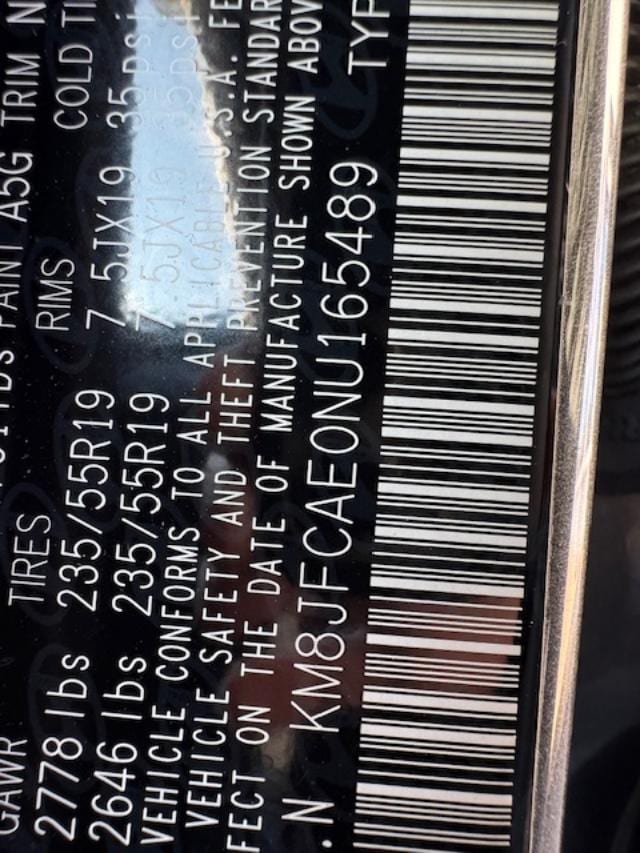 PAINT A5G TRIM N
GAWR TIRES RIMS COLD TI
2778 lbs 235/55R19 7.5JX19 35psi
2646 lbs 235/55R19 7.5JX19 35psi
VEHICLE CONFORMS TO ALL APPLICABLE U.S.A. FE
VEHICLE SAFETY AND THEFT PREVENTION STANDAR
FECT ON THE DATE OF MANUFACTURE SHOWN ABOV
.N KM8JFCAE0NU165489 TYP